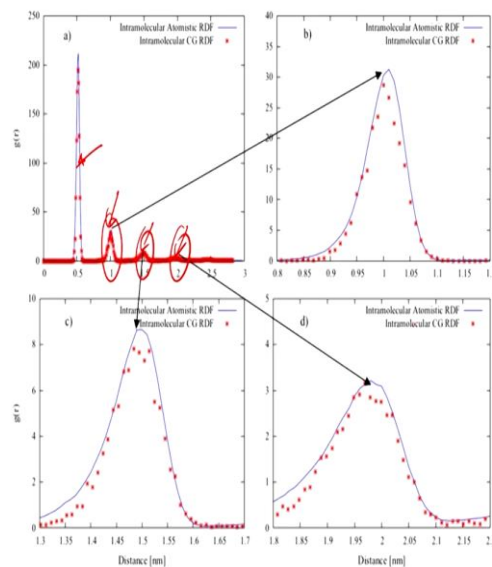 Intramolecular Atomistic RDF
Intramolecular CG RDF
a)
g(r)
250
200
150
100
50
0
0 0.5 1 1.5 2 2.5 3
Intramolecular Atomistic RDF
Intramolecular CG RDF
b)
40
35
30
25
20
15
10
5
0
0.8 0.85 0.9 0.95 1 1.05 1.1 1.15
Intramolecular Atomistic RDF
Intramolecular CG RDF
c)
g(r)
10
8
6
4
2
0
1.3 1.35 1.4 1.45 1.5 1.55 1.6 1.65 1.7
Distance [nm]
Intramolecular Atomistic RDF
Intramolecular CG RDF
d)
5
4
3
2
1
0
1.8 1.85 1.9 1.95 2 2.05 2.1 2.15
Distance [nm]